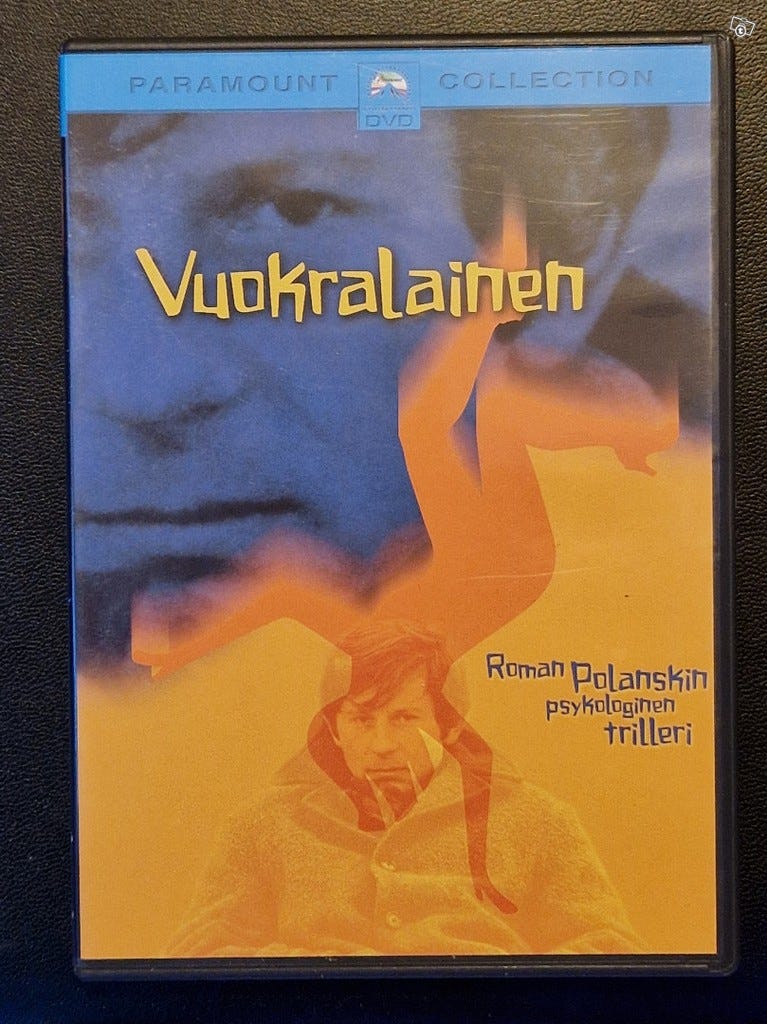 PARAMOUNT DVD COLLECTION
Vuokralainen
Roman Polanskin
psykologinen
trilleri